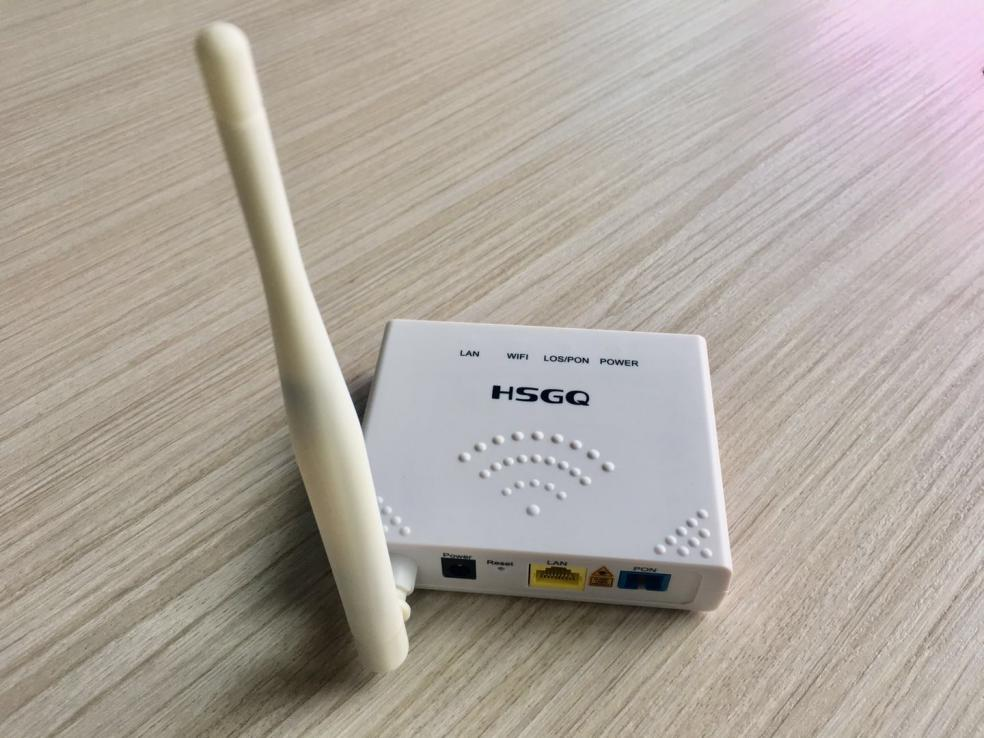 LAN WIFI LOS/PON POWER
HSGQ
Power Reset LAN PON